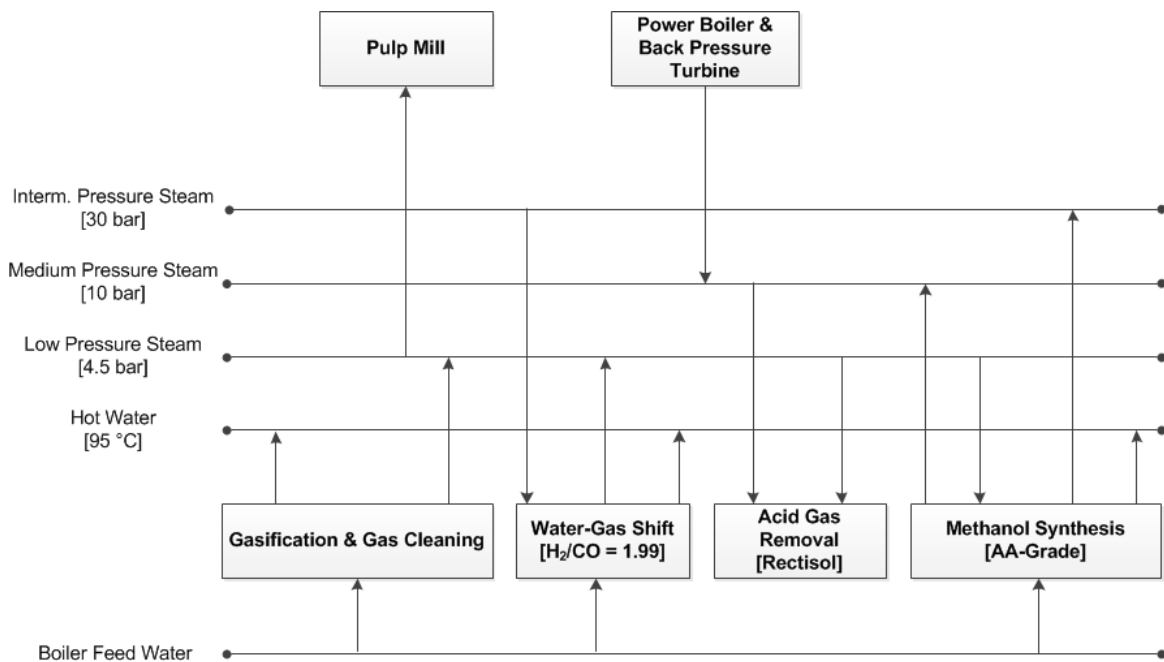 Pulp Mill
Power Boiler &
Back Pressure
Turbine
Interm. Pressure Steam
[30 bar]
Medium Pressure Steam
[10 bar]
Low Pressure Steam
[4.5 bar]
Hot Water
[95 °C]
Gasification & Gas Cleaning
Water-Gas Shift
[H₂/CO = 1.99]
Acid Gas
Removal
[Rectisol]
Methanol Synthesis
[AA-Grade]
Boiler Feed Water